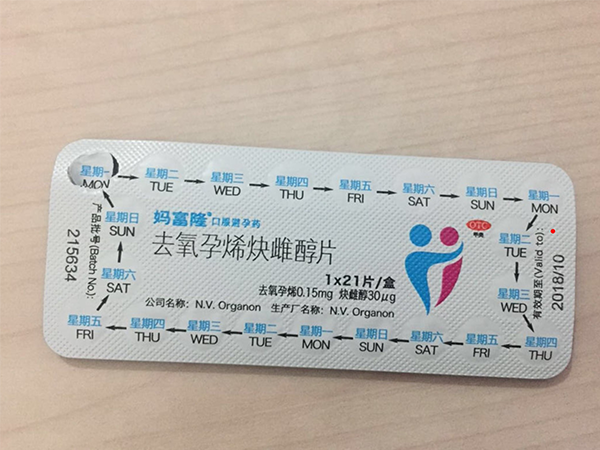 星期一 MON
星期二 TUE
星期三 WED
星期四 THU
星期五 FRI
星期六 SAT
星期日 SUN
星期一 MON
星期二 TUE
星期三 WED
星期四 THU
星期五 FRI
星期六 SAT
星期日 SUN
星期一 MON
星期二 TUE
星期三 WED
星期四 THU
星期五 FRI
星期六 SAT
星期日 SUN
妈富隆® 口服避孕药
去氧孕烯炔雌醇片
1x21片/盒
去氧孕烯0.15mg 炔雌醇30μg
公司名称: N.V. Organon 生产厂名称: N.V. Organon
OTC
甲类
产品批号(Batch No.):
215634
有效期至(Valid to):
2018/10